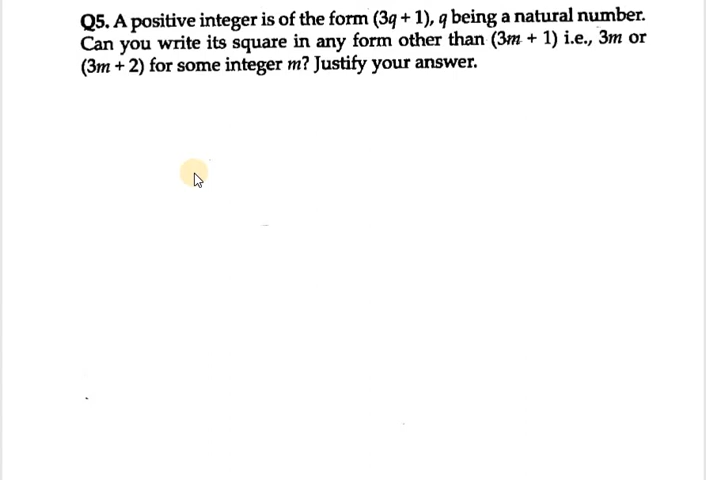 Q5. A positive integer is of the form (3q + 1), q being a natural number.
Can you write its square in any form other than (3m + 1) i.e., 3m or
(3m + 2) for some integer m? Justify your answer.